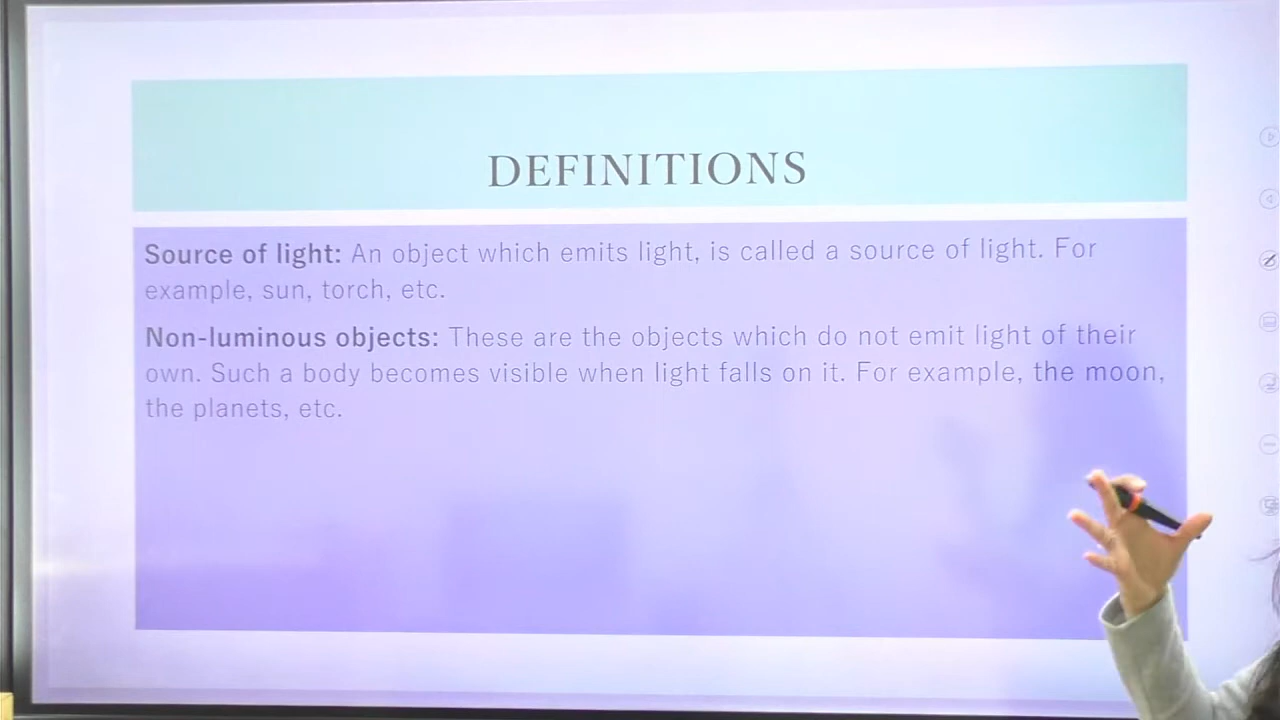 DEFINITIONS
Source of light: An object which emits light, is called a source of light. For
example, sun, torch, etc.
Non-luminous objects: These are the objects which do not emit light of their
own. Such a body becomes visible when light falls on it. For example, the moon,
the planets, etc.